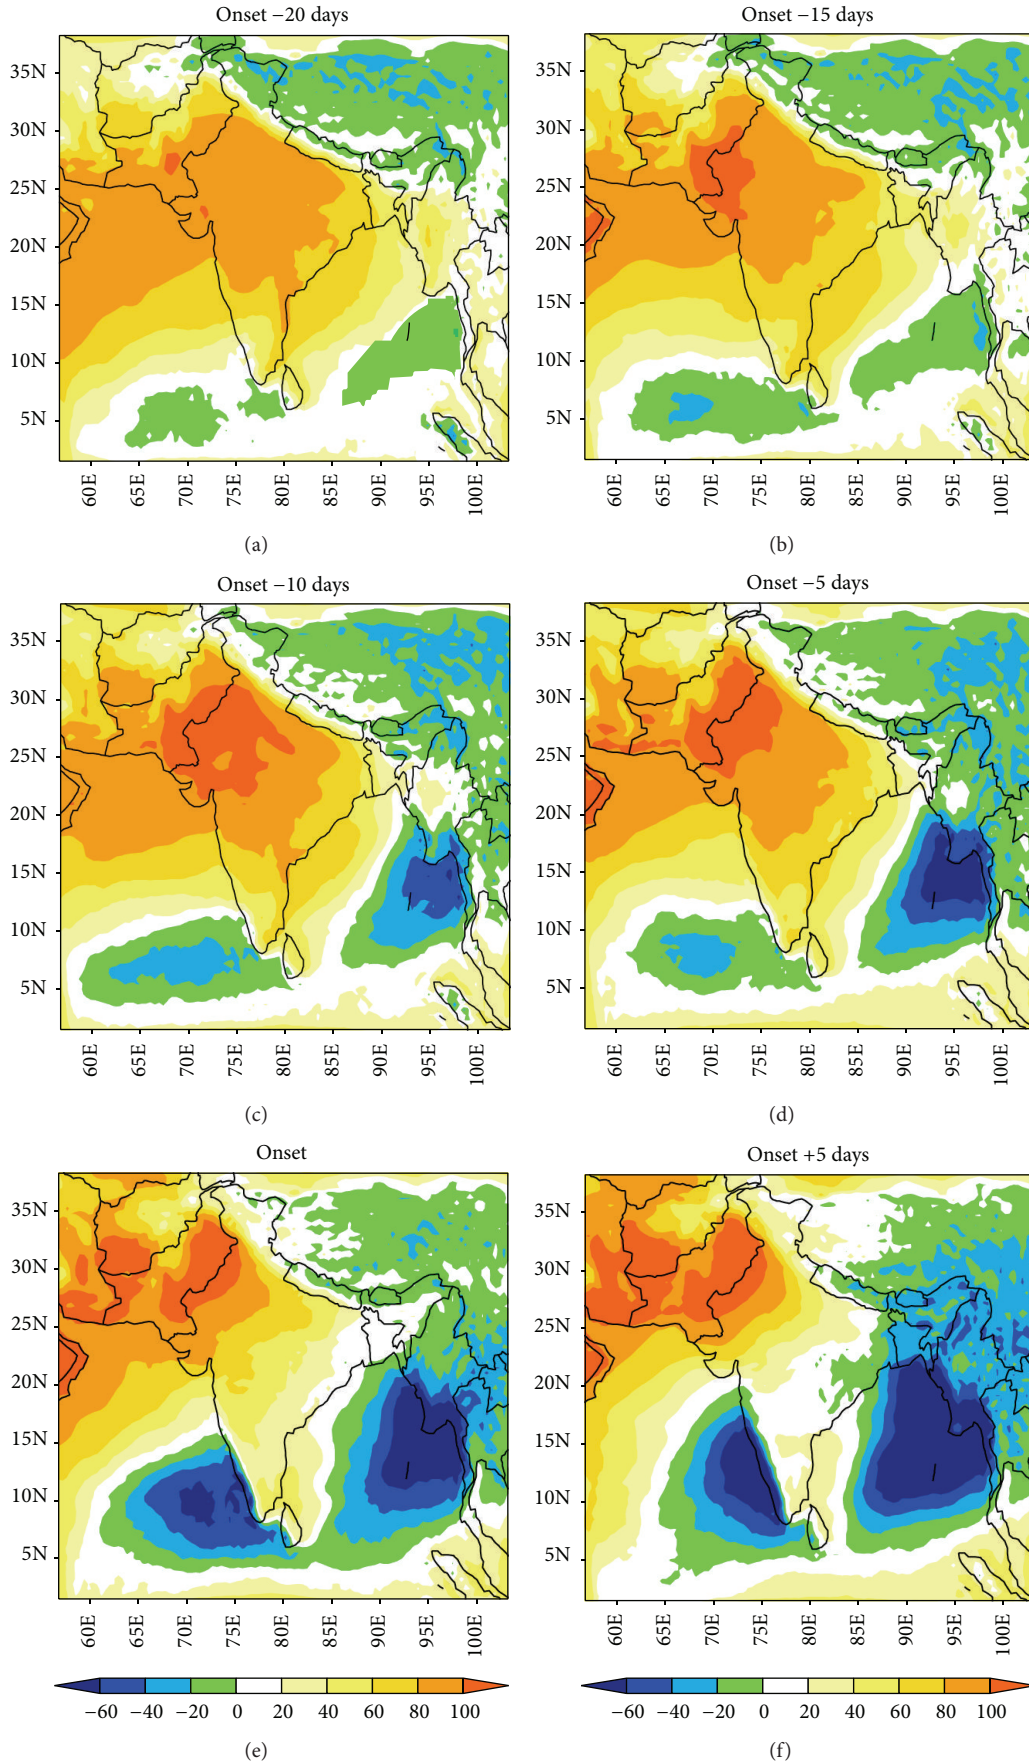 Onset −20 days
35N
30N
25N
20N
15N
10N
5N
60E 65E 70E 75E 80E 85E 90E 95E 100E
(a)
Onset −15 days
35N
30N
25N
20N
15N
10N
5N
60E 65E 70E 75E 80E 85E 90E 95E 100E
(b)
Onset −10 days
35N
30N
25N
20N
15N
10N
5N
60E 65E 70E 75E 80E 85E 90E 95E 100E
(c)
Onset −5 days
35N
30N
25N
20N
15N
10N
5N
60E 65E 70E 75E 80E 85E 90E 95E 100E
(d)
Onset
35N
30N
25N
20N
15N
10N
5N
60E 65E 70E 75E 80E 85E 90E 95E 100E
−60 −40 −20 0 20 40 60 80 100
(e)
Onset +5 days
35N
30N
25N
20N
15N
10N
5N
60E 65E 70E 75E 80E 85E 90E 95E 100E
−60 −40 −20 0 20 40 60 80 100
(f)